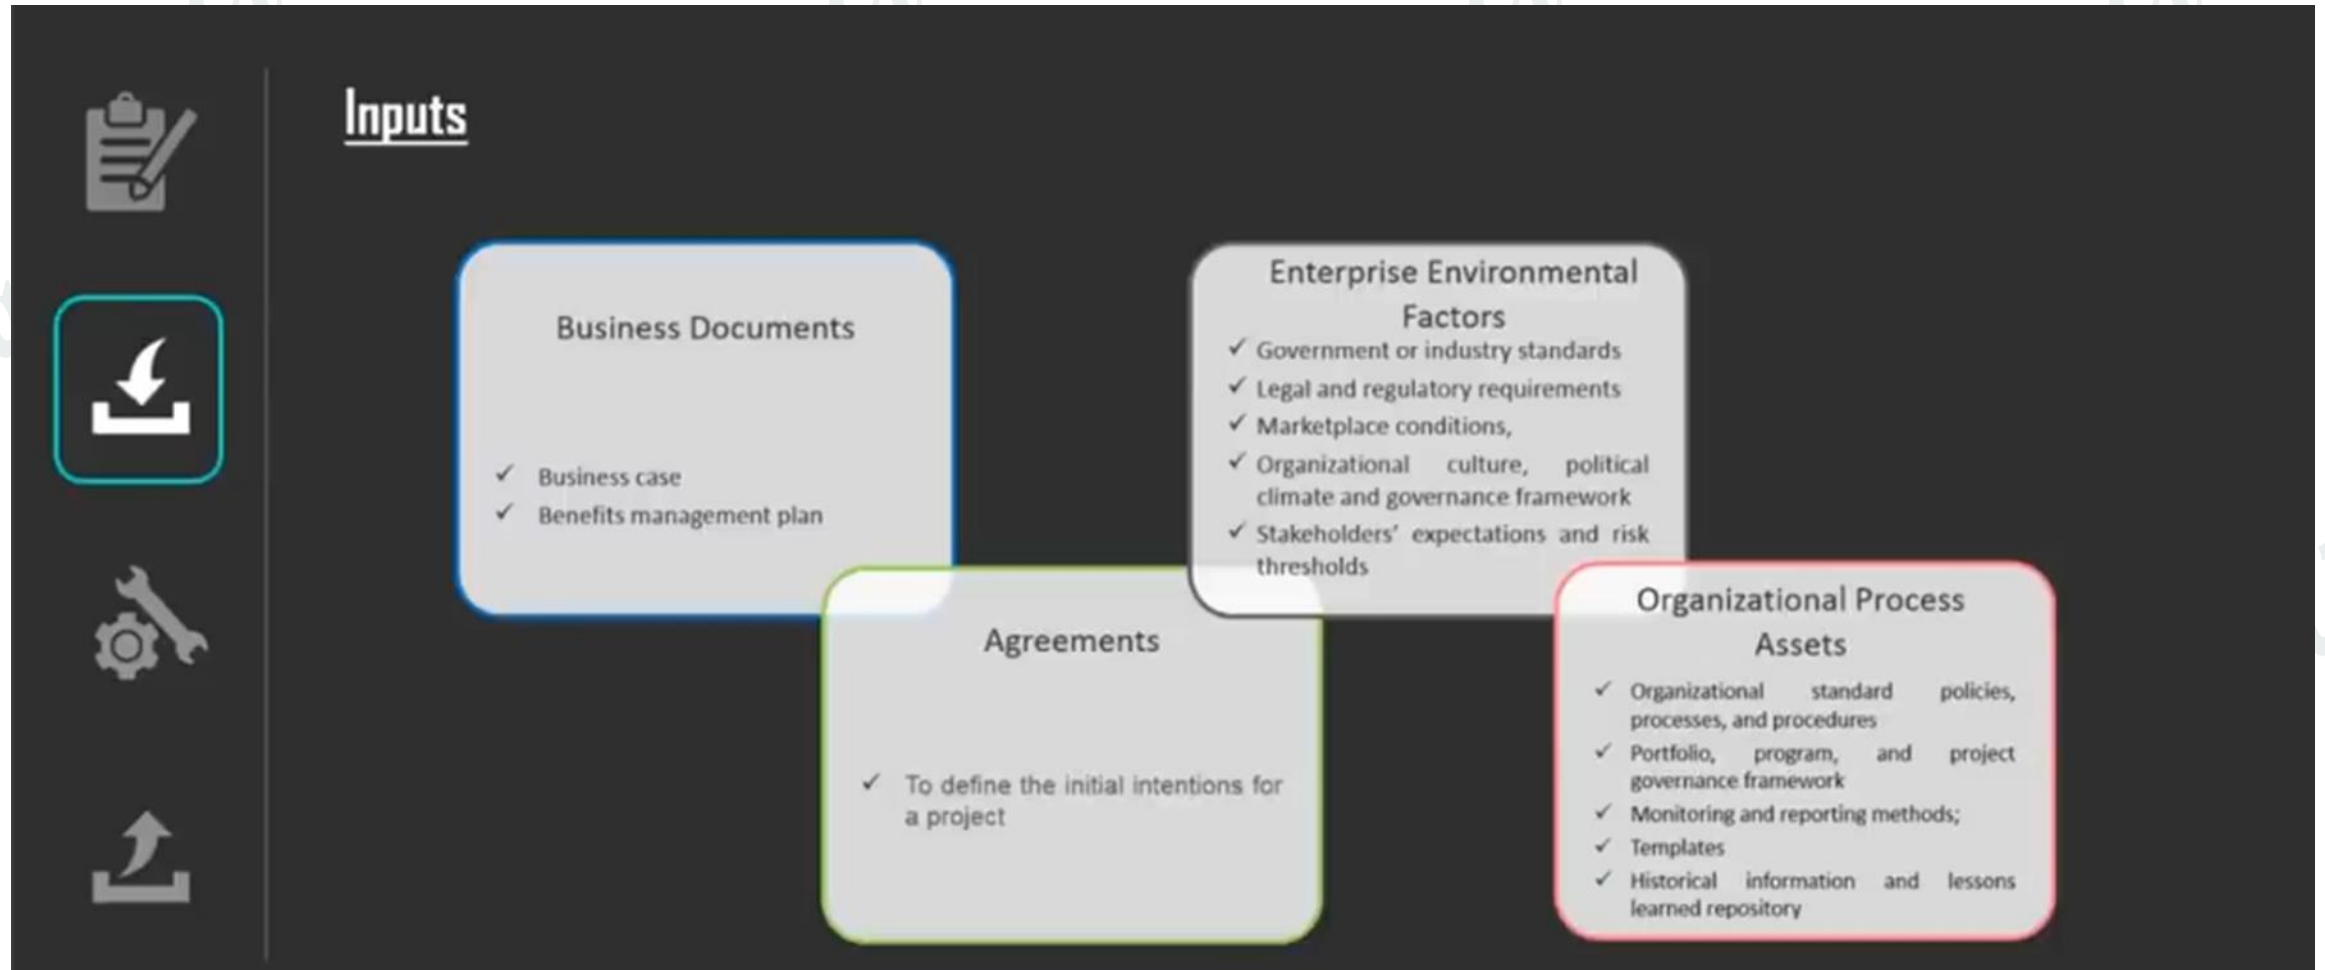 Inputs
Business Documents
✓ Business case
✓ Benefits management plan
Agreements
✓ To define the initial intentions for
a project
Enterprise Environmental
Factors
✓ Government or industry standards
✓ Legal and regulatory requirements
✓ Marketplace conditions,
✓ Organizational culture, political
climate and governance framework
✓ Stakeholders’ expectations and risk
thresholds
Organizational Process
Assets
✓ Organizational standard policies,
processes, and procedures
✓ Portfolio, program, and project
governance framework
✓ Monitoring and reporting methods;
✓ Templates
✓ Historical information and lessons
learned repository